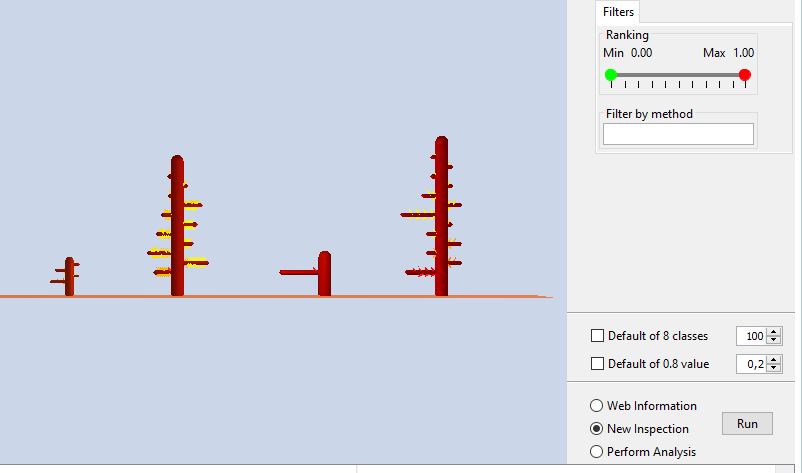 Filters
Ranking
Min 0.00 Max 1.00
Filter by method
Default of 8 classes 100
Default of 0.8 value 0,2
Web Information
New Inspection Run
Perform Analysis